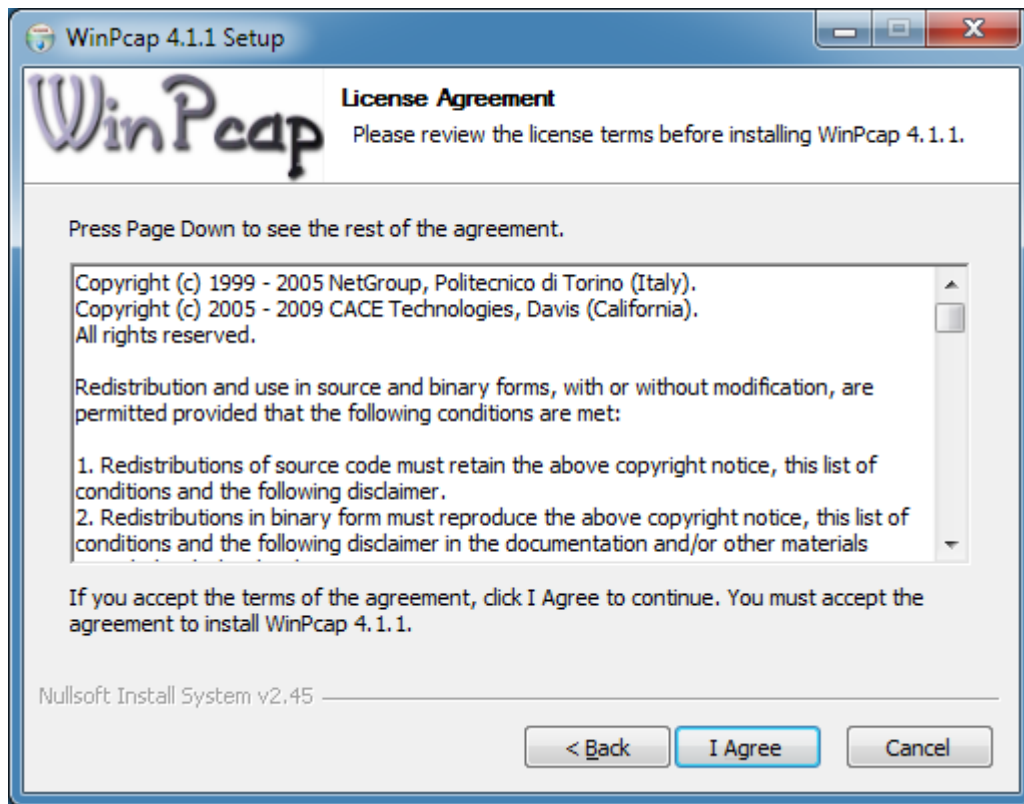 WinPcap 4.1.1 Setup
WinPcap
License Agreement
Please review the license terms before installing WinPcap 4.1.1.
Press Page Down to see the rest of the agreement.
Copyright (c) 1999 - 2005 NetGroup, Politecnico di Torino (Italy).
Copyright (c) 2005 - 2009 CACE Technologies, Davis (California).
All rights reserved.
Redistribution and use in source and binary forms, with or without modification, are
permitted provided that the following conditions are met:
1. Redistributions of source code must retain the above copyright notice, this list of
conditions and the following disclaimer.
2. Redistributions in binary form must reproduce the above copyright notice, this list of
conditions and the following disclaimer in the documentation and/or other materials
If you accept the terms of the agreement, click I Agree to continue. You must accept the
agreement to install WinPcap 4.1.1.
Nullsoft Install System v2.45
< Back
I Agree
Cancel